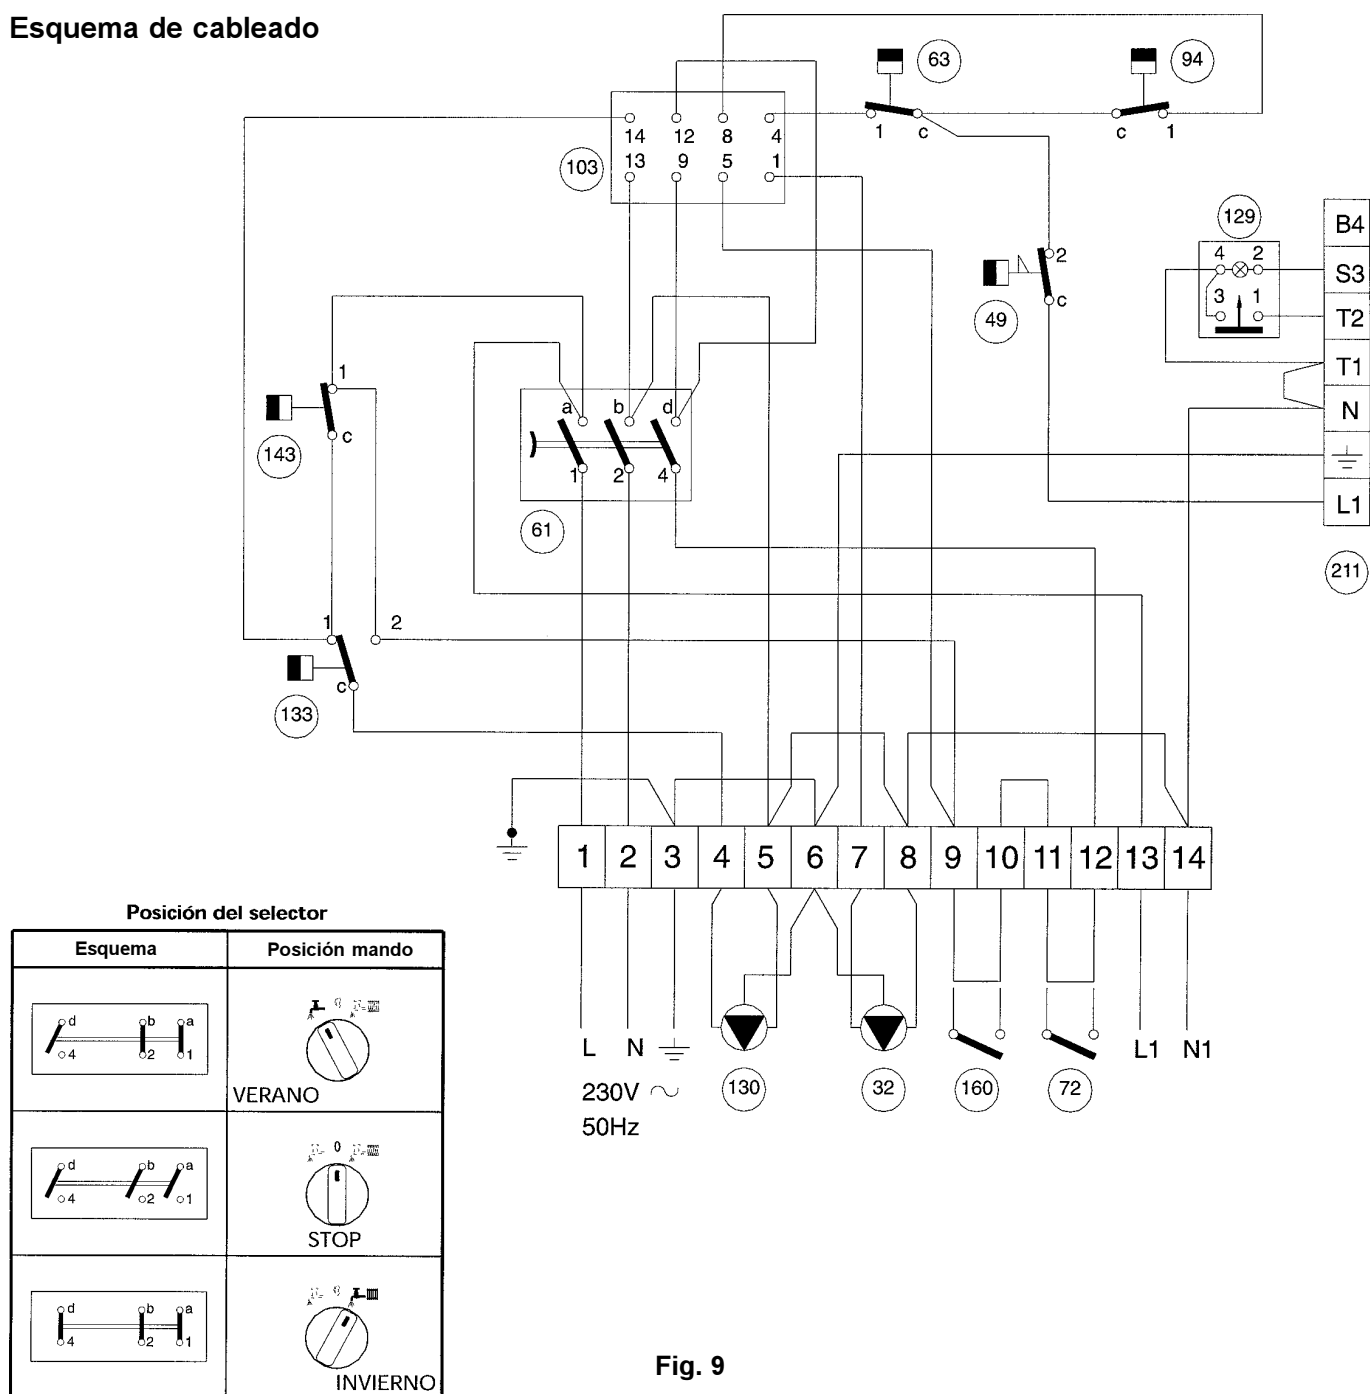 Esquema de cableado
63
94
14 12 8 4
1 c
c 1
13 9 5 1
103
129
B4
4 2
S3
2
3 1
T2
c
49
T1
1
a b d
N
c
143
1 2 4
L1
61
211
1 2
c
133
1 2 3 4 5 6 7 8 9 10 11 12 13 14
L N
L1 N1
230V ~
130
32
160
72
50Hz
Posición del selector
Esquema
Posición mando
d b a
4 2 1
VERANO
d b a
0
4 2 1
STOP
d b a
4 2 1
INVIERNO
Fig. 9